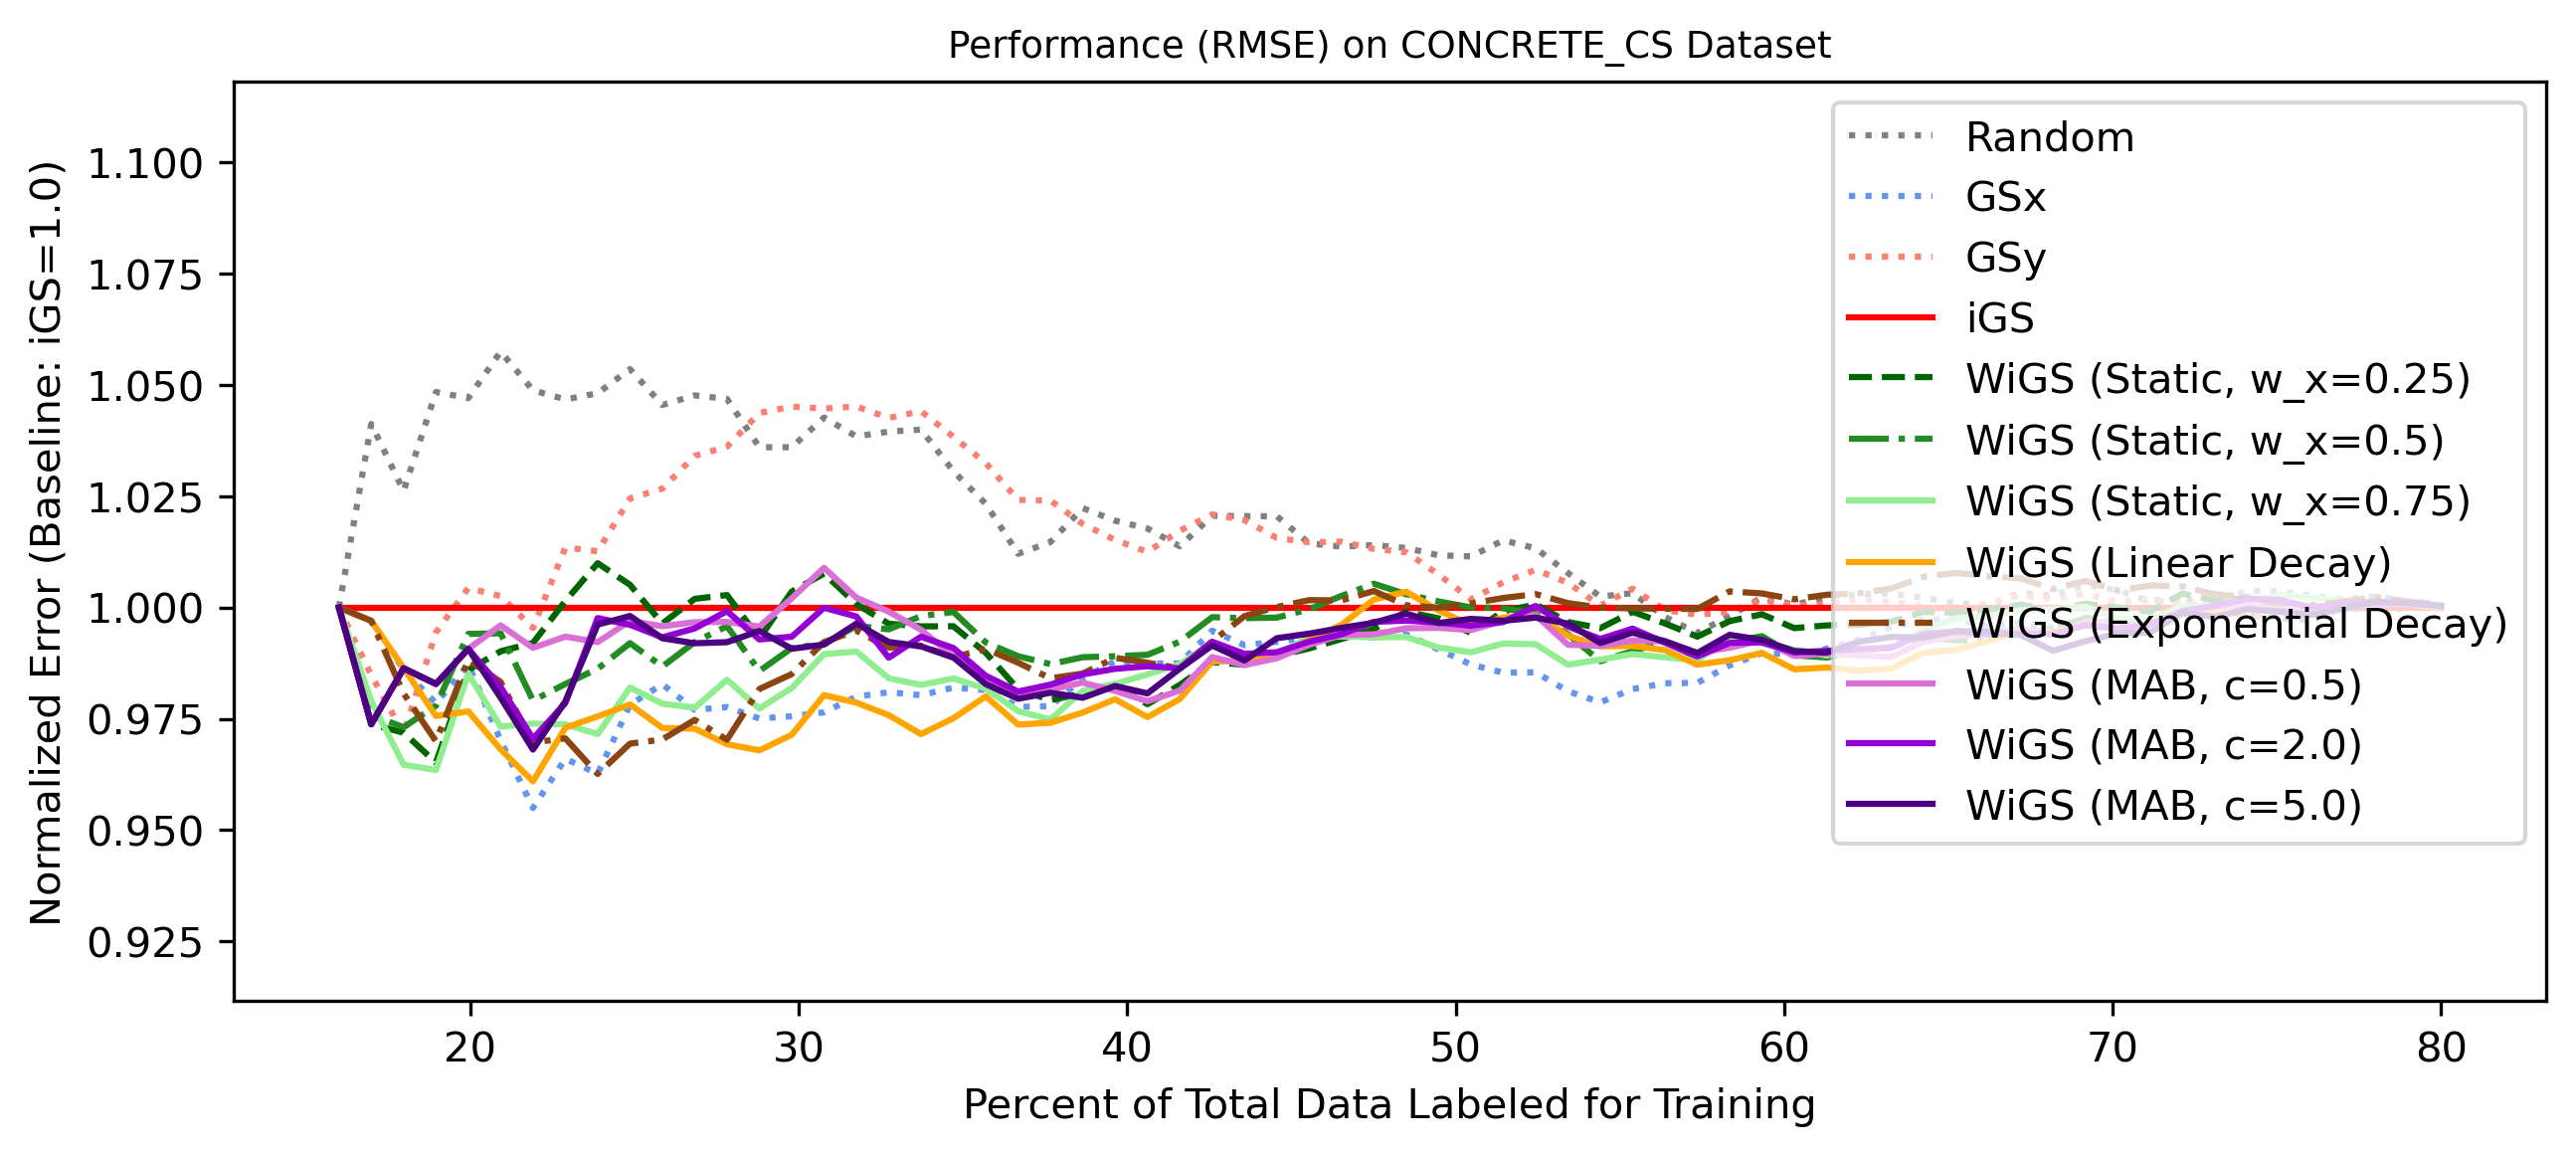 Performance (RMSE) on CONCRETE_CS Dataset
Normalized Error (Baseline: iGS=1.0)
1.100
1.075
1.050
1.025
1.000
0.975
0.950
0.925
Random
GSx
GSy
iGS
WiGS (Static, w_x=0.25)
WiGS (Static, w_x=0.5)
WiGS (Static, w_x=0.75)
WiGS (Linear Decay)
WiGS (Exponential Decay)
WiGS (MAB, c=0.5)
WiGS (MAB, c=2.0)
WiGS (MAB, c=5.0)
20 30 40 50 60 70 80
Percent of Total Data Labeled for Training